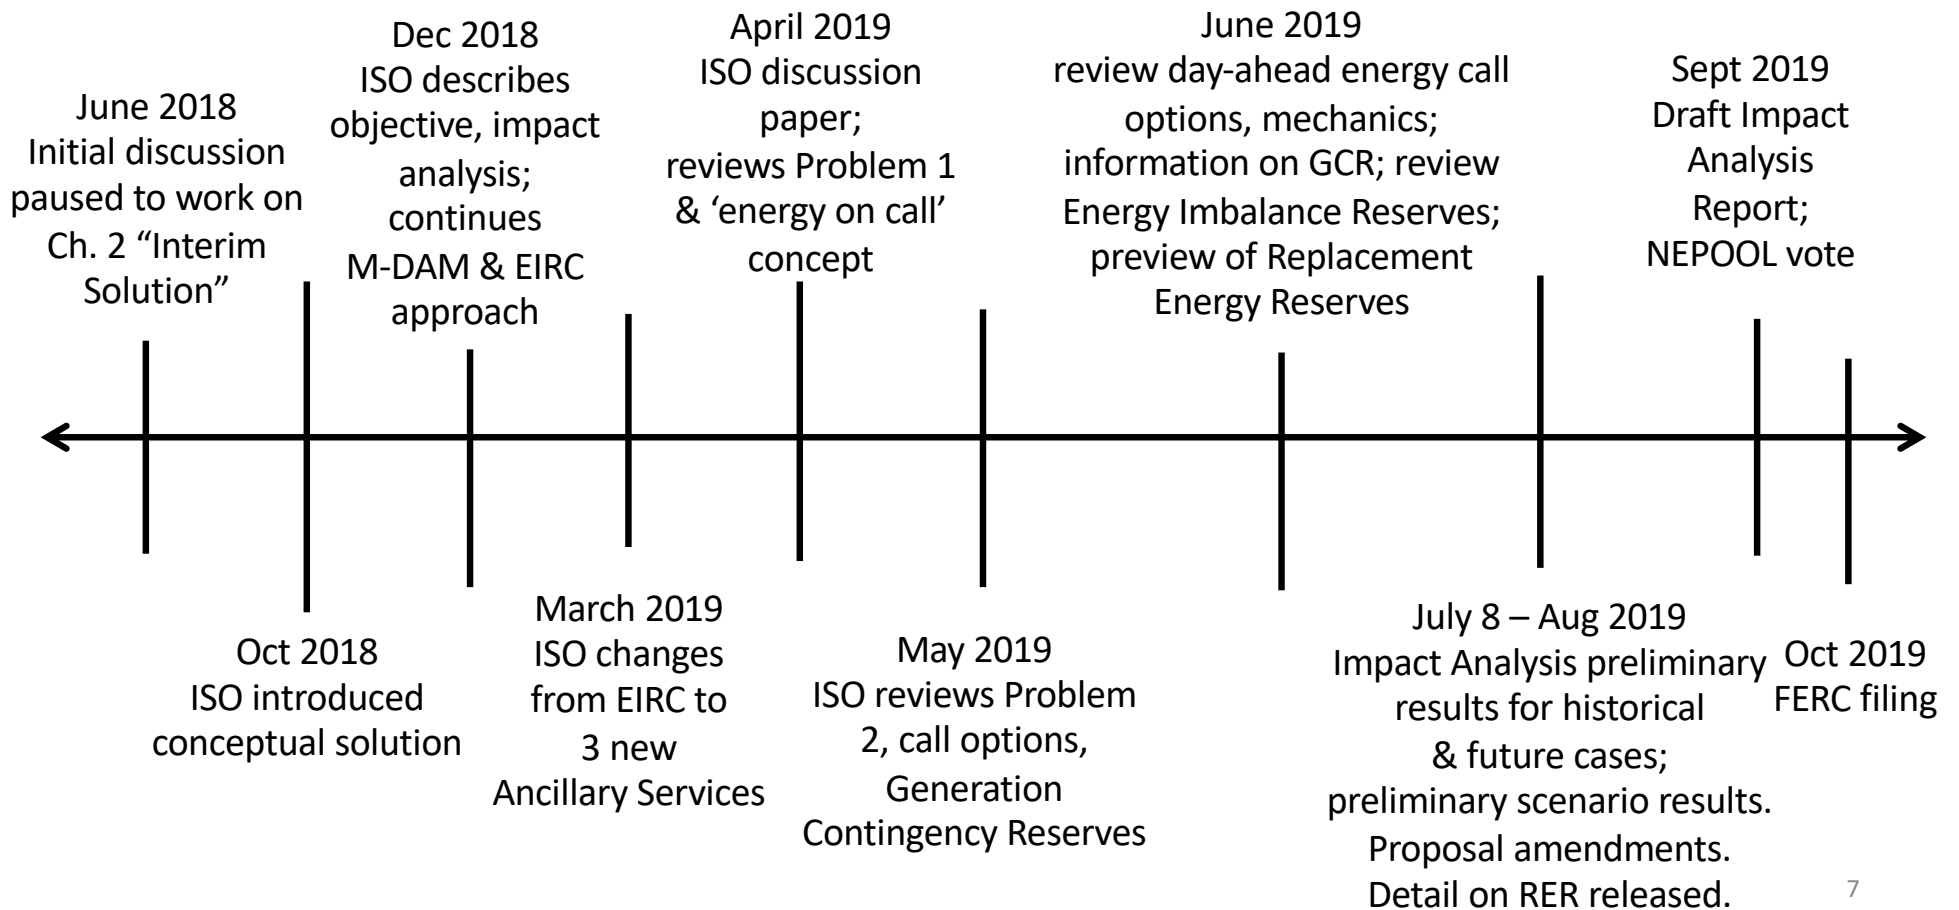 June 2018
Initial discussion
paused to work on
Ch. 2 “Interim
Solution”
Oct 2018
ISO introduced
conceptual solution
Dec 2018
ISO describes
objective, impact
analysis;
continues
M-DAM & EIRC
approach
March 2019
ISO changes
from EIRC to
3 new
Ancillary Services
April 2019
ISO discussion
paper;
reviews Problem 1
& ‘energy on call’
concept
May 2019
ISO reviews Problem
2, call options,
Generation
Contingency Reserves
June 2019
review day-ahead energy call
options, mechanics;
information on GCR; review
Energy Imbalance Reserves;
preview of Replacement
Energy Reserves
July 8 – Aug 2019
Impact Analysis preliminary
results for historical
& future cases;
preliminary scenario results.
Proposal amendments.
Detail on RER released.
Sept 2019
Draft Impact
Analysis
Report;
NEPOOL vote
Oct 2019
FERC filing
7